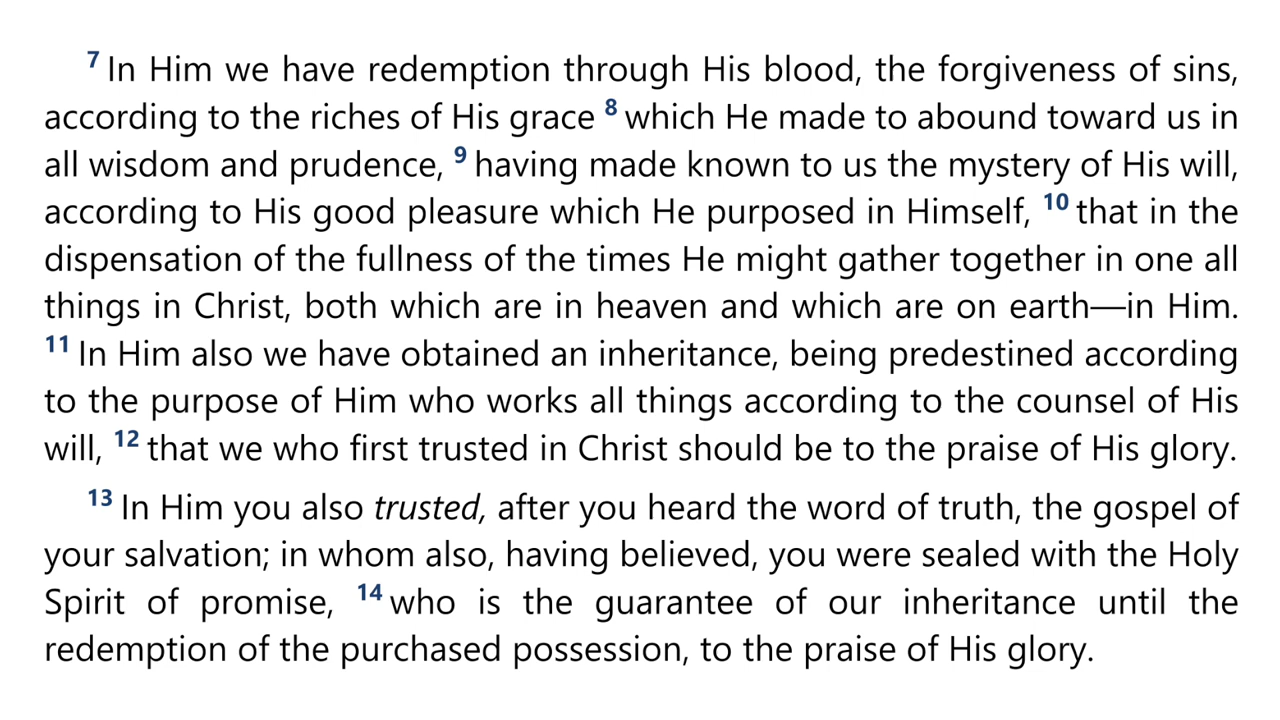 7 In Him we have redemption through His blood, the forgiveness of sins,
according to the riches of His grace 8 which He made to abound toward us in
all wisdom and prudence, 9 having made known to us the mystery of His will,
according to His good pleasure which He purposed in Himself, 10 that in the
dispensation of the fullness of the times He might gather together in one all
things in Christ, both which are in heaven and which are on earth—in Him.
11 In Him also we have obtained an inheritance, being predestined according
to the purpose of Him who works all things according to the counsel of His
will, 12 that we who first trusted in Christ should be to the praise of His glory.
13 In Him you also trusted, after you heard the word of truth, the gospel of
your salvation; in whom also, having believed, you were sealed with the Holy
Spirit of promise, 14 who is the guarantee of our inheritance until the
redemption of the purchased possession, to the praise of His glory.